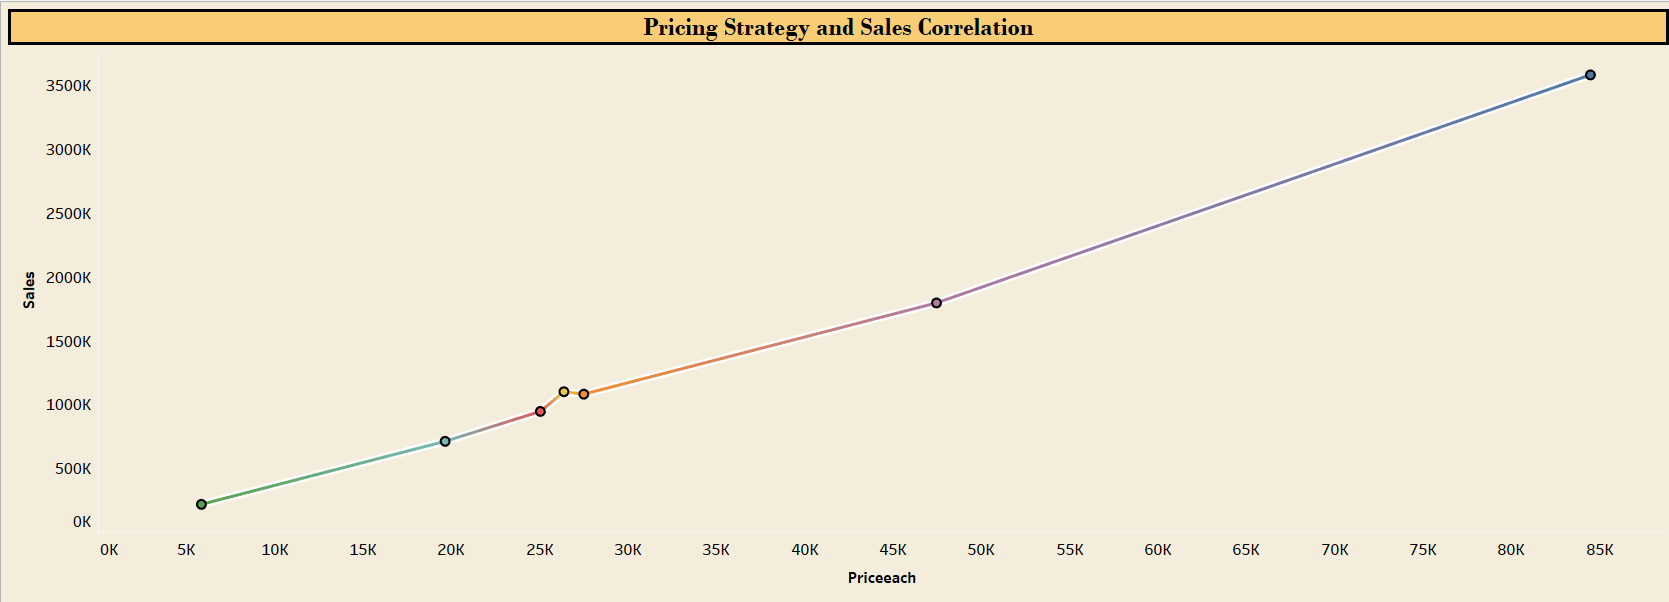 Pricing Strategy and Sales Correlation
3500K
3000K
2500K
2000K
1500K
1000K
500K
0K
Sales
0K 5K 10K 15K 20K 25K 30K 35K 40K 45K 50K 55K 60K 65K 70K 75K 80K 85K
Priceeach